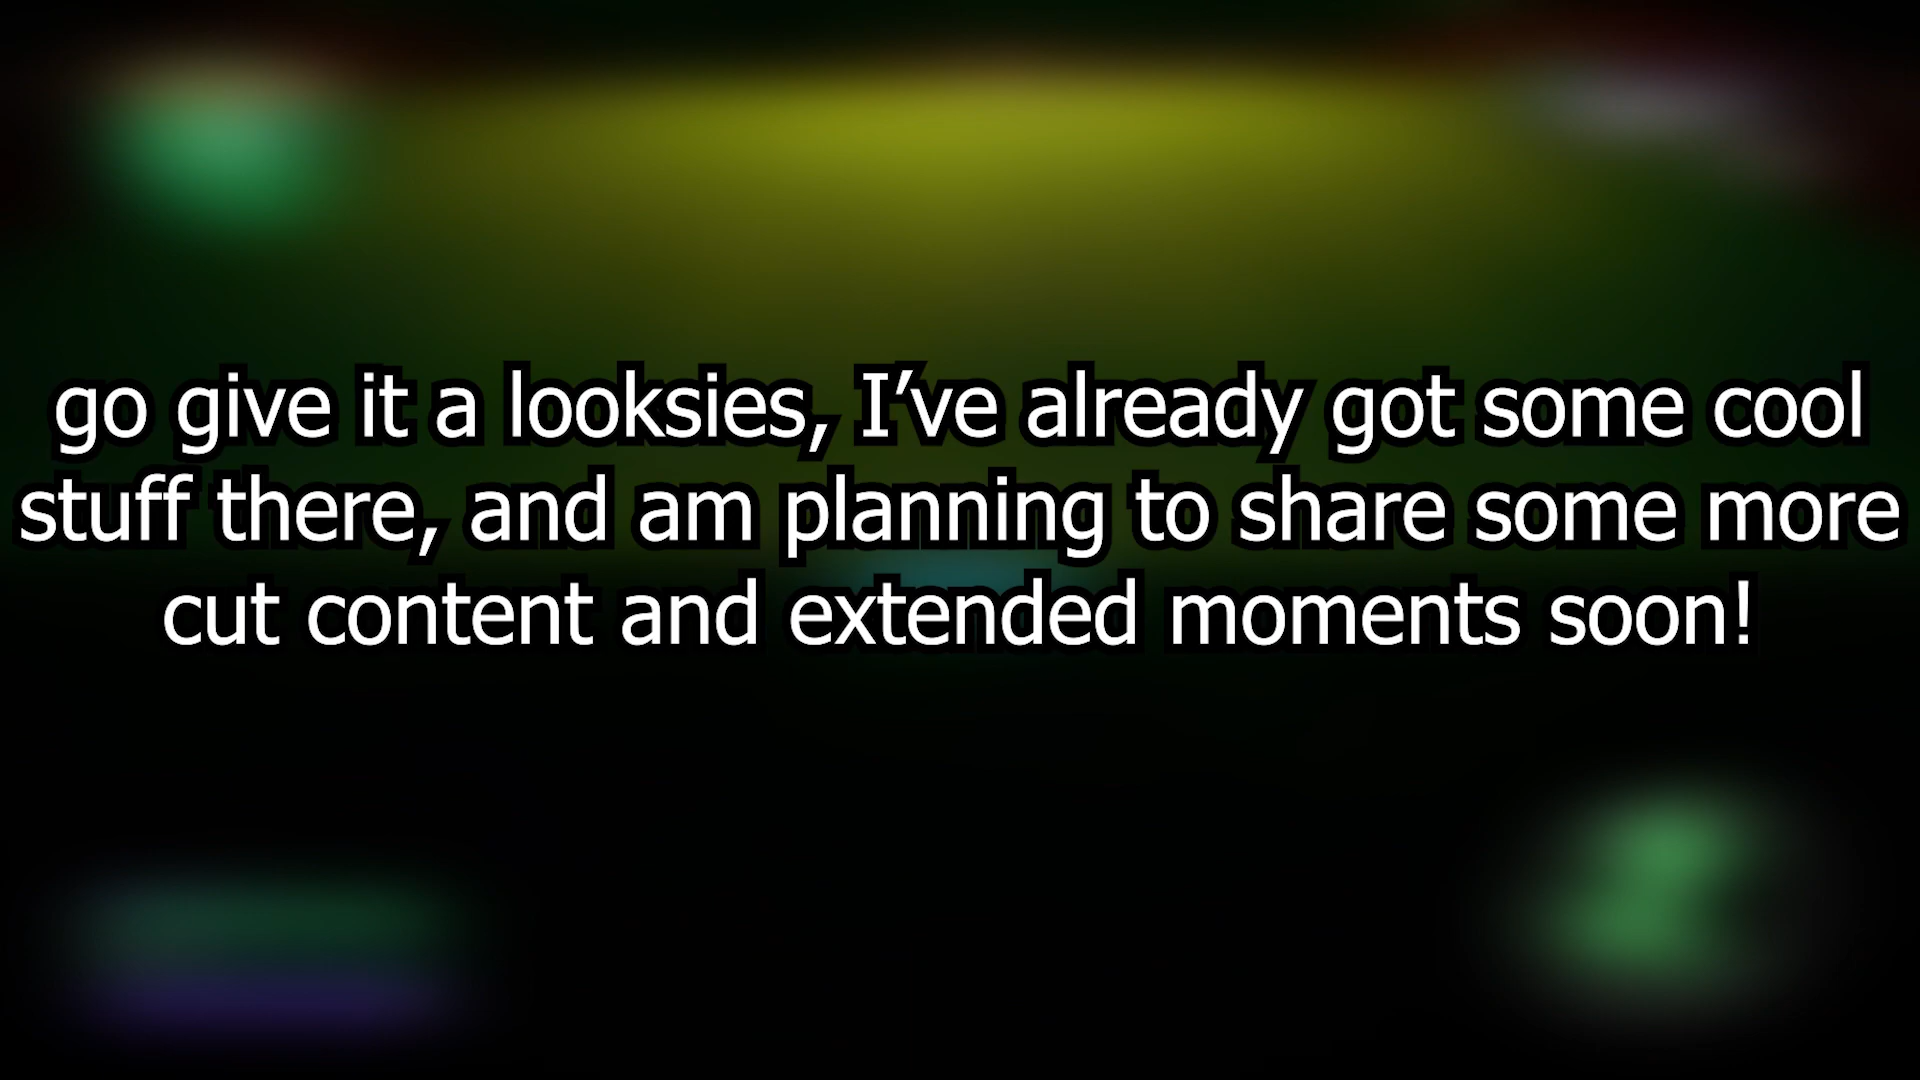 go give it a looksies, I’ve already got some cool
stuff there, and am planning to share some more
cut content and extended moments soon!